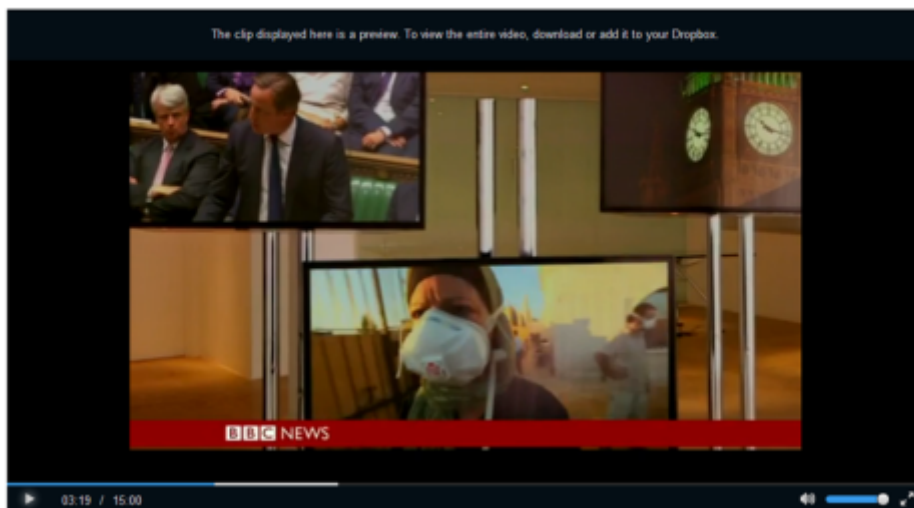 The clip displayed here is a preview. To view the entire video, download or add it to your Dropbox.
BBC NEWS
03:19 / 15:00